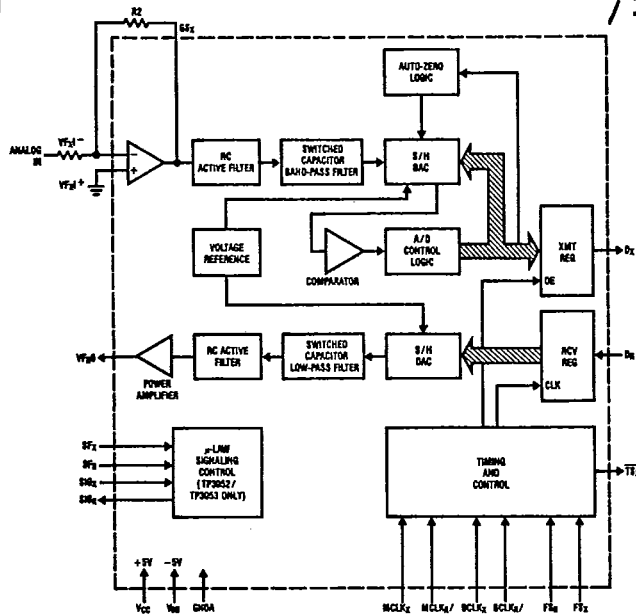 R2
GSX
AUTO-ZERO
LOGIC
ANALOG
IN
VFXI−
VFXI+
−
+
RC
ACTIVE FILTER
SWITCHED
CAPACITOR
BAND-PASS FILTER
S/H
DAC
VOLTAGE
REFERENCE
COMPARATOR
A/D
CONTROL
LOGIC
XMT
REG
OE
DX
VFRO
POWER
AMPLIFIER
RC ACTIVE
FILTER
SWITCHED
CAPACITOR
LOW-PASS FILTER
S/H
DAC
RCV
REG
CLK
DR
SFX
SFR
SIGX
SIGR
μ-LAW
SIGNALING
CONTROL
(TP3052/
TP3053 ONLY)
TIMING
AND
CONTROL
TSX
+5V
−5V
VCC
VBB
GNDA
MCLKX
MCLKR/
BCLKX
BCLKR/
FSR
FSX